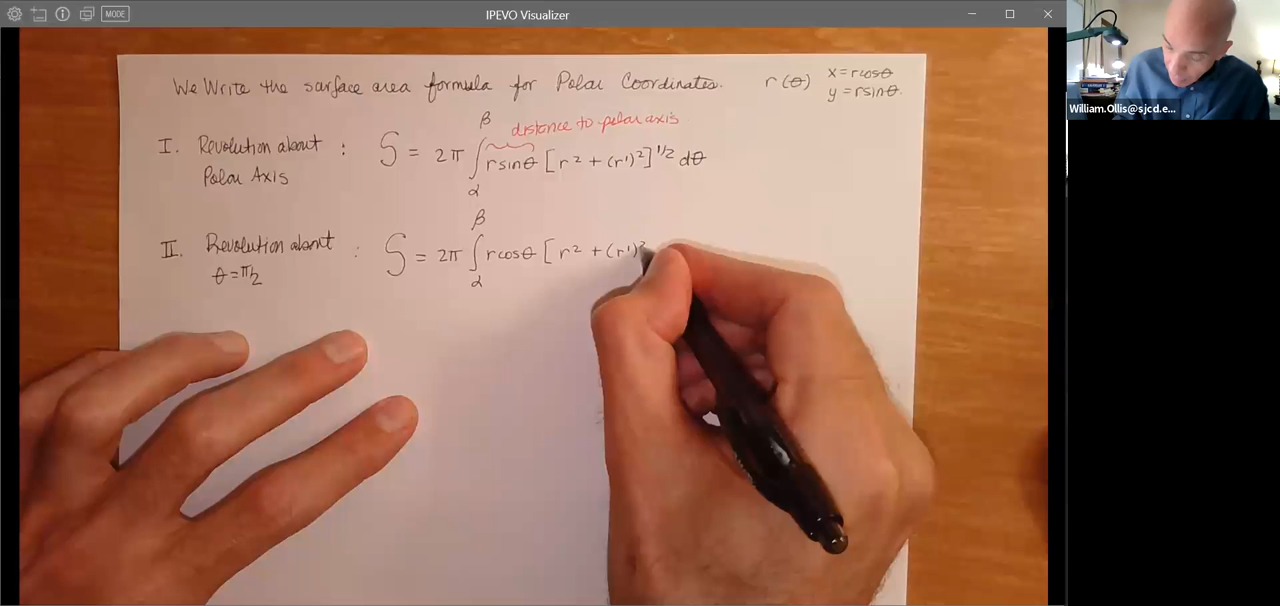 IPEVO Visualizer
MODE
We Write the surface area formula for Polar Coordinates. r(θ) x = rcosθ
y = rsinθ.
distance to polar axis
I. Revolution about Polar Axis : S = 2π ∫_α^β rsinθ [r² + (r')²]^1/2 dθ
II. Revolution about θ = π/2 : S = 2π ∫_α^β rcosθ [r² + (r')²
William.Ollis@sjcd.e...